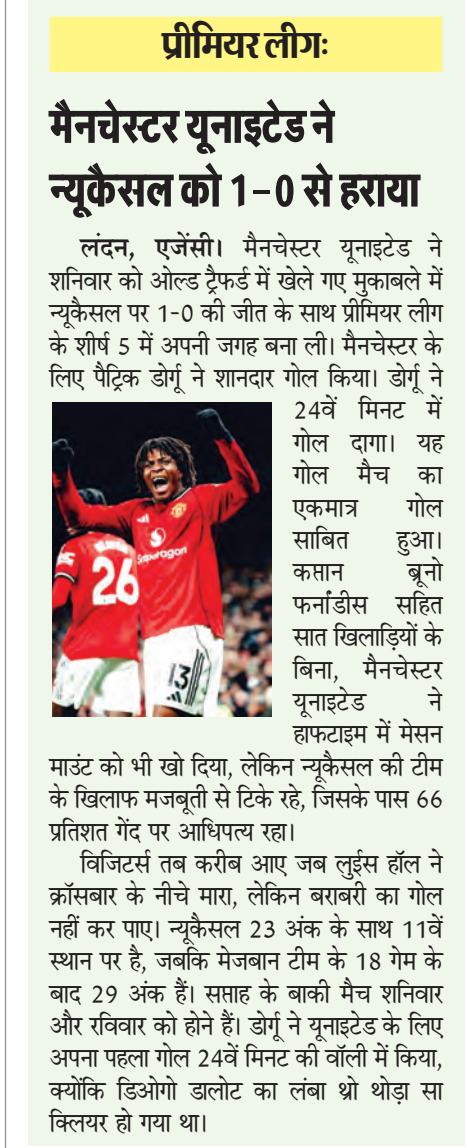 प्रीमियर लीगः
मैनचेस्टर यूनाइटेड ने
न्यूकैसल को 1-0 से हराया
लंदन, एजेंसी। मैनचेस्टर यूनाइटेड ने
शनिवार को ओल्ड ट्रैफर्ड में खेले गए मुकाबले में
न्यूकैसल पर 1-0 की जीत के साथ प्रीमियर लीग
के शीर्ष 5 में अपनी जगह बना ली। मैनचेस्टर के
लिए पैट्रिक डोर्गू ने शानदार गोल किया। डोर्गू ने
24वें मिनट में
गोल दागा। यह
गोल मैच का
एकमात्र गोल
साबित हुआ।
कप्तान ब्रूनो
फर्नांडीस सहित
सात खिलाड़ियों के
बिना, मैनचेस्टर
यूनाइटेड ने
हाफटाइम में मेसन
माउंट को भी खो दिया, लेकिन न्यूकैसल की टीम
के खिलाफ मजबूती से टिके रहे, जिसके पास 66
प्रतिशत गेंद पर आधिपत्य रहा।
विजिटर्स तब करीब आए जब लुईस हॉल ने
क्रॉसबार के नीचे मारा, लेकिन बराबरी का गोल
नहीं कर पाए। न्यूकैसल 23 अंक के साथ 11वें
स्थान पर है, जबकि मेजबान टीम के 18 गेम के
बाद 29 अंक हैं। सप्ताह के बाकी मैच शनिवार
और रविवार को होने हैं। डोर्गू ने यूनाइटेड के लिए
अपना पहला गोल 24वें मिनट की वॉली में किया,
क्योंकि डिओगो डालोट का लंबा थ्रो थोड़ा सा
क्लियर हो गया था।
26
Snapdragon
13